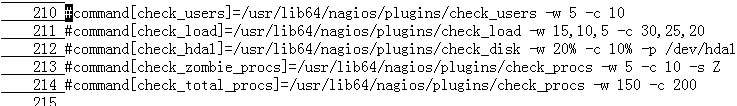 210 #command[check_users]=/usr/lib64/nagios/plugins/check_users -w 5 -c 10
211 #command[check_load]=/usr/lib64/nagios/plugins/check_load -w 15,10,5 -c 30,25,20
212 #command[check_hda1]=/usr/lib64/nagios/plugins/check_disk -w 20% -c 10% -p /dev/hda1
213 #command[check_zombie_procs]=/usr/lib64/nagios/plugins/check_procs -w 5 -c 10 -s Z
214 #command[check_total_procs]=/usr/lib64/nagios/plugins/check_procs -w 150 -c 200
215